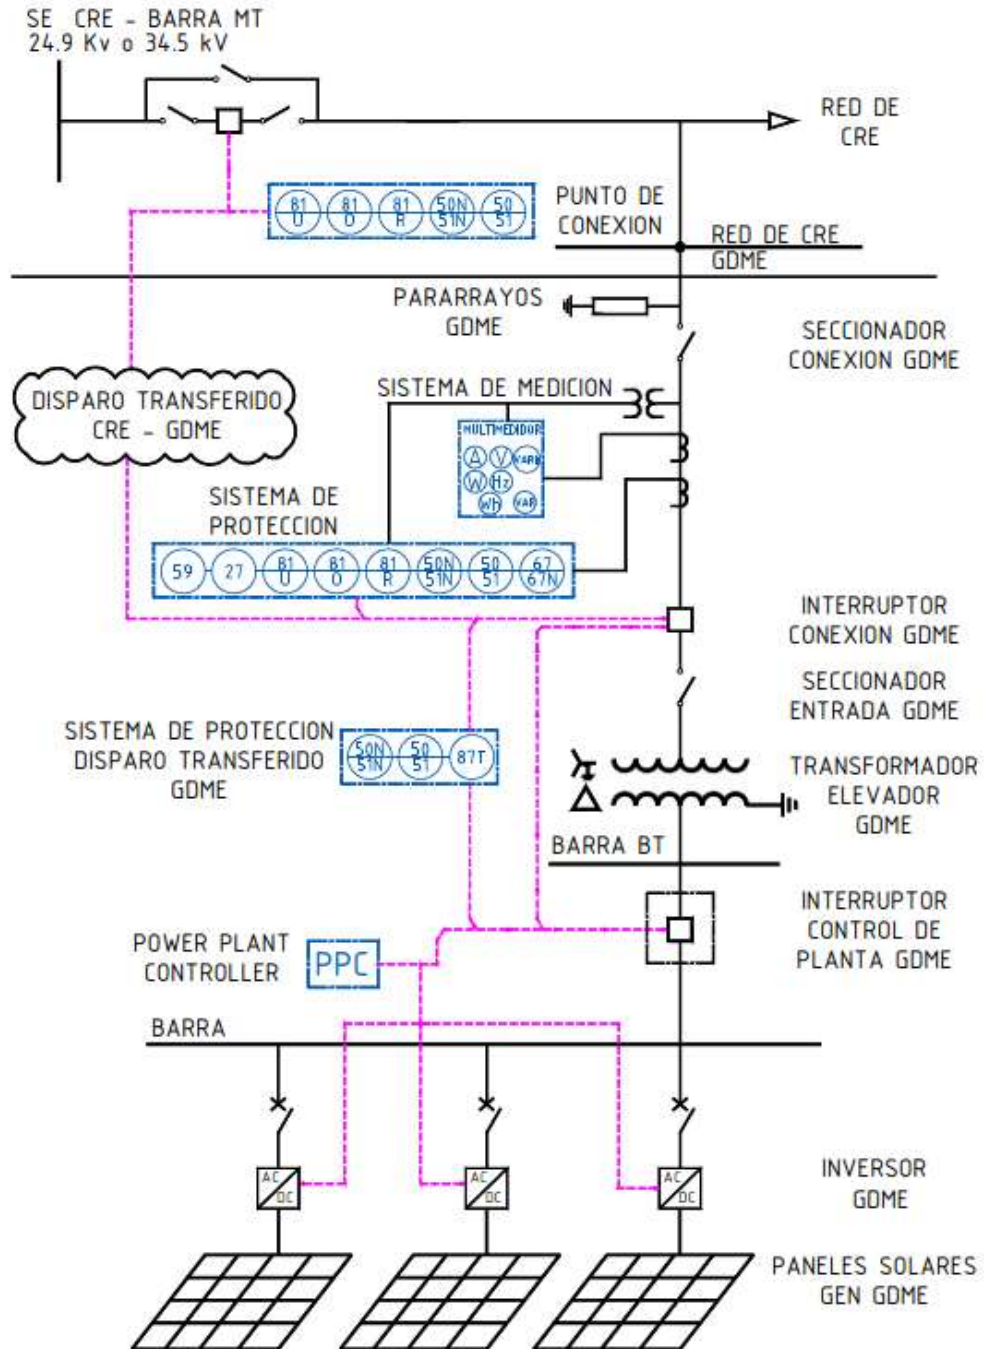 SE CRE - BARRA MT
24.9 Kv o 34.5 kV
RED DE
CRE
81
U
81
O
81
R
50N
51N
50
51
PUNTO DE
CONEXION
RED DE CRE
GDME
PARARRAYOS
GDME
SECCIONADOR
CONEXION GDME
DISPARO TRANSFERIDO
CRE - GDME
SISTEMA DE MEDICION
MULTIMEDIDOR
A
V
VARh
W
Hz
Wh
VAR
SISTEMA DE
PROTECCION
59
27
81
U
81
O
81
R
50N
51N
50
51
67
67N
INTERRUPTOR
CONEXION GDME
SECCIONADOR
ENTRADA GDME
SISTEMA DE PROTECCION
DISPARO TRANSFERIDO
GDME
50N
51N
50
51
87T
TRANSFORMADOR
ELEVADOR
GDME
BARRA BT
INTERRUPTOR
CONTROL DE
PLANTA GDME
POWER PLANT
CONTROLLER
PPC
BARRA
AC
DC
AC
DC
AC
DC
INVERSOR
GDME
PANELES SOLARES
GEN GDME